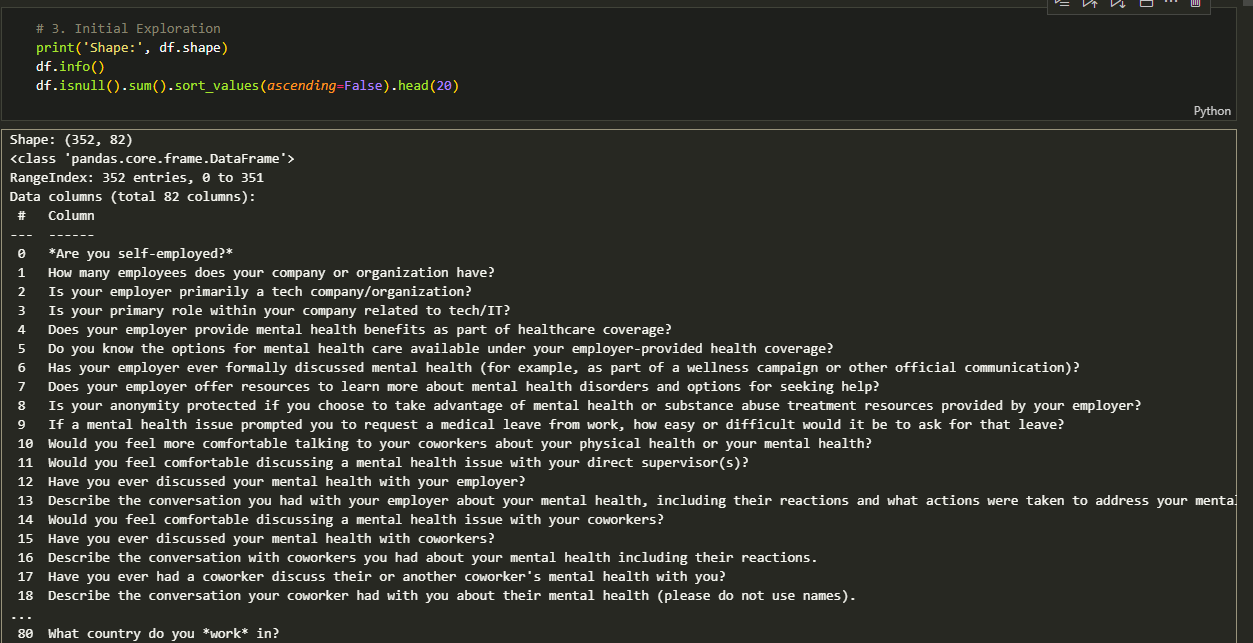 # 3. Initial Exploration
print('Shape:', df.shape)
df.info()
df.isnull().sum().sort_values(ascending=False).head(20)
Python
Shape: (352, 82)
<class 'pandas.core.frame.DataFrame'>
RangeIndex: 352 entries, 0 to 351
Data columns (total 82 columns):
 #   Column
---  ------
 0   *Are you self-employed?*
 1   How many employees does your company or organization have?
 2   Is your employer primarily a tech company/organization?
 3   Is your primary role within your company related to tech/IT?
 4   Does your employer provide mental health benefits as part of healthcare coverage?
 5   Do you know the options for mental health care available under your employer-provided health coverage?
 6   Has your employer ever formally discussed mental health (for example, as part of a wellness campaign or other official communication)?
 7   Does your employer offer resources to learn more about mental health disorders and options for seeking help?
 8   Is your anonymity protected if you choose to take advantage of mental health or substance abuse treatment resources provided by your employer?
 9   If a mental health issue prompted you to request a medical leave from work, how easy or difficult would it be to ask for that leave?
 10  Would you feel more comfortable talking to your coworkers about your physical health or your mental health?
 11  Would you feel comfortable discussing a mental health issue with your direct supervisor(s)?
 12  Have you ever discussed your mental health with your employer?
 13  Describe the conversation you had with your employer about your mental health, including their reactions and what actions were taken to address your mental
 14  Would you feel comfortable discussing a mental health issue with your coworkers?
 15  Have you ever discussed your mental health with coworkers?
 16  Describe the conversation with coworkers you had about your mental health including their reactions.
 17  Have you ever had a coworker discuss their or another coworker's mental health with you?
 18  Describe the conversation your coworker had with you about their mental health (please do not use names).
...
 80  What country do you *work* in?